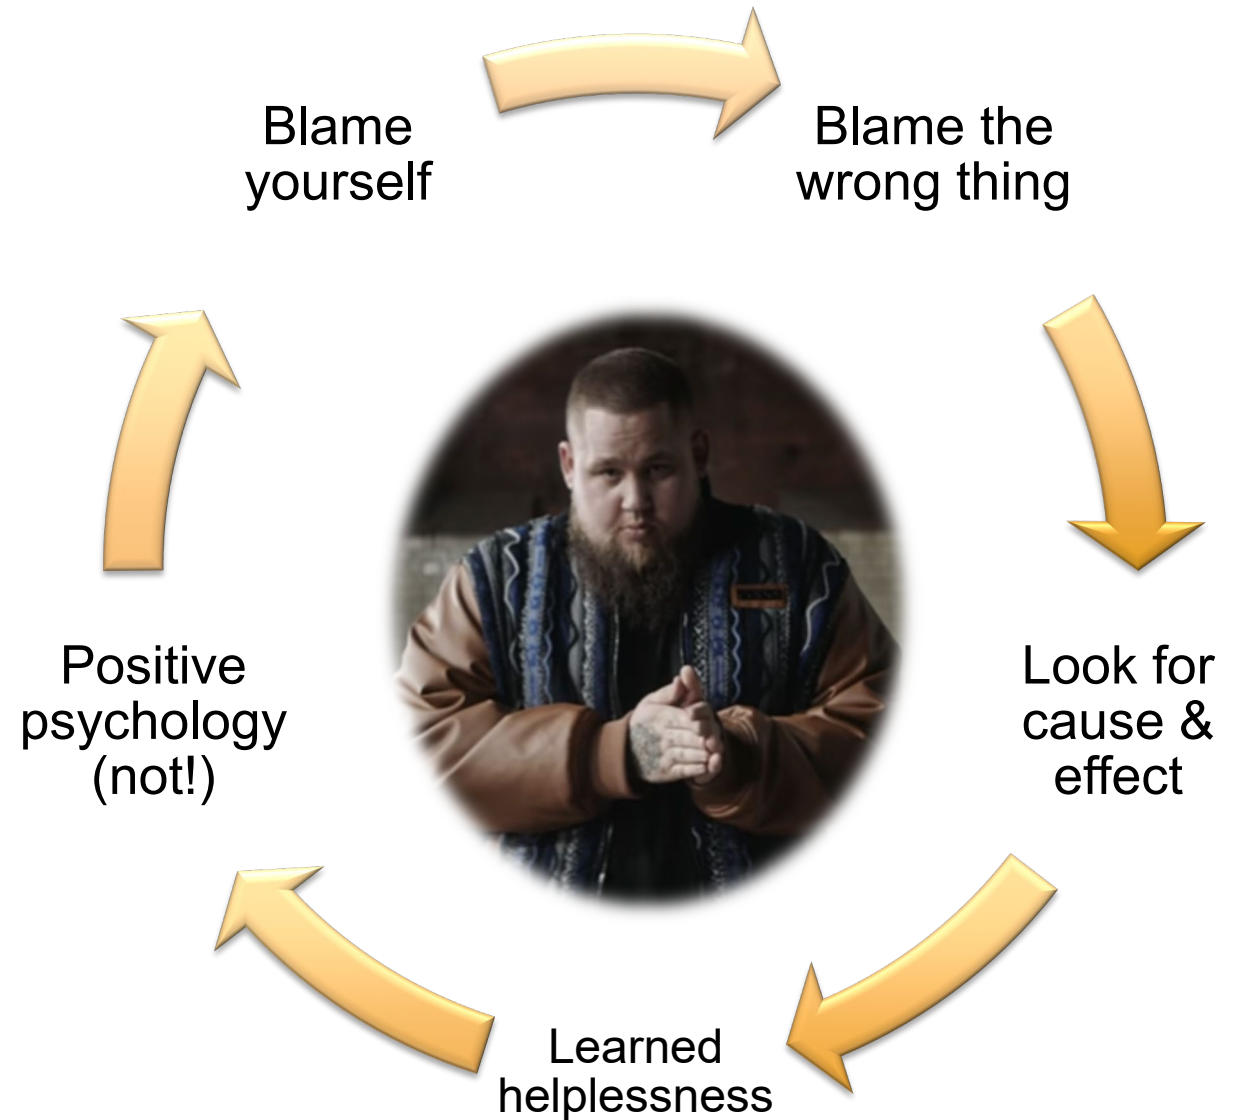 Blame
yourself
Blame the
wrong thing
Look for
cause &
effect
Learned
helplessness
Positive
psychology
(not!)